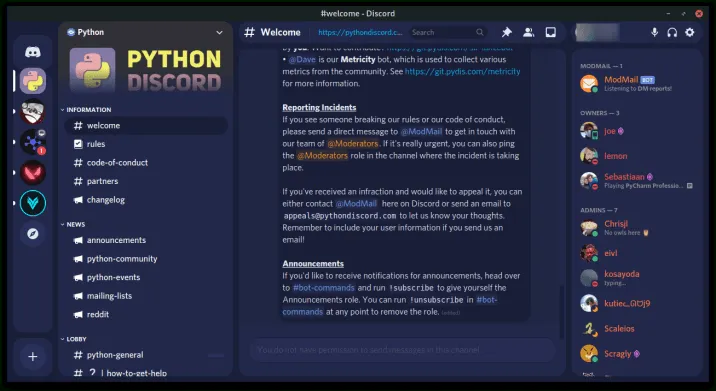 #welcome - Discord
Python
PYTHON
DISCORD
INFORMATION
welcome
rules
code-of-conduct
partners
changelog
NEWS
announcements
python-community
python-events
mailing-lists
reddit
LOBBY
python-general
? | how-to-get-help
Welcome
https://pythondiscord.c...
Search
• @Dave is our Metricity bot, which is used to collect various
metrics from the community. See https://git.pydis.com/metricity
for more information.
Reporting Incidents
If you see someone breaking our rules or our code of conduct,
please send a direct message to @ModMail to get in touch with
our team of @Moderators. If it's really urgent, you can also ping
the @Moderators role in the channel where the incident is taking
place.
If you've received an infraction and would like to appeal it, you can
either contact @ModMail here on Discord or send an email to
appeals@pythondiscord.com to let us know your thoughts.
Remember to include your user information if you send us an
email!
Announcements
If you'd like to receive notifications for announcements, head over
to #bot-commands and run !subscribe to give yourself the
Announcements role. You can run !unsubscribe in #bot-
commands at any point to remove the role. (edited)
You do not have permission to send messages in this channel.
MODMAIL — 1
ModMail BOT
Listening to DM reports!
OWNERS — 3
joe
lemon
Sebastiaan
Playing PyCharm Professio...
ADMINS — 7
Chrisjl
No owls here
eivl
kosayoda
typing...
Scaleios
Scragly